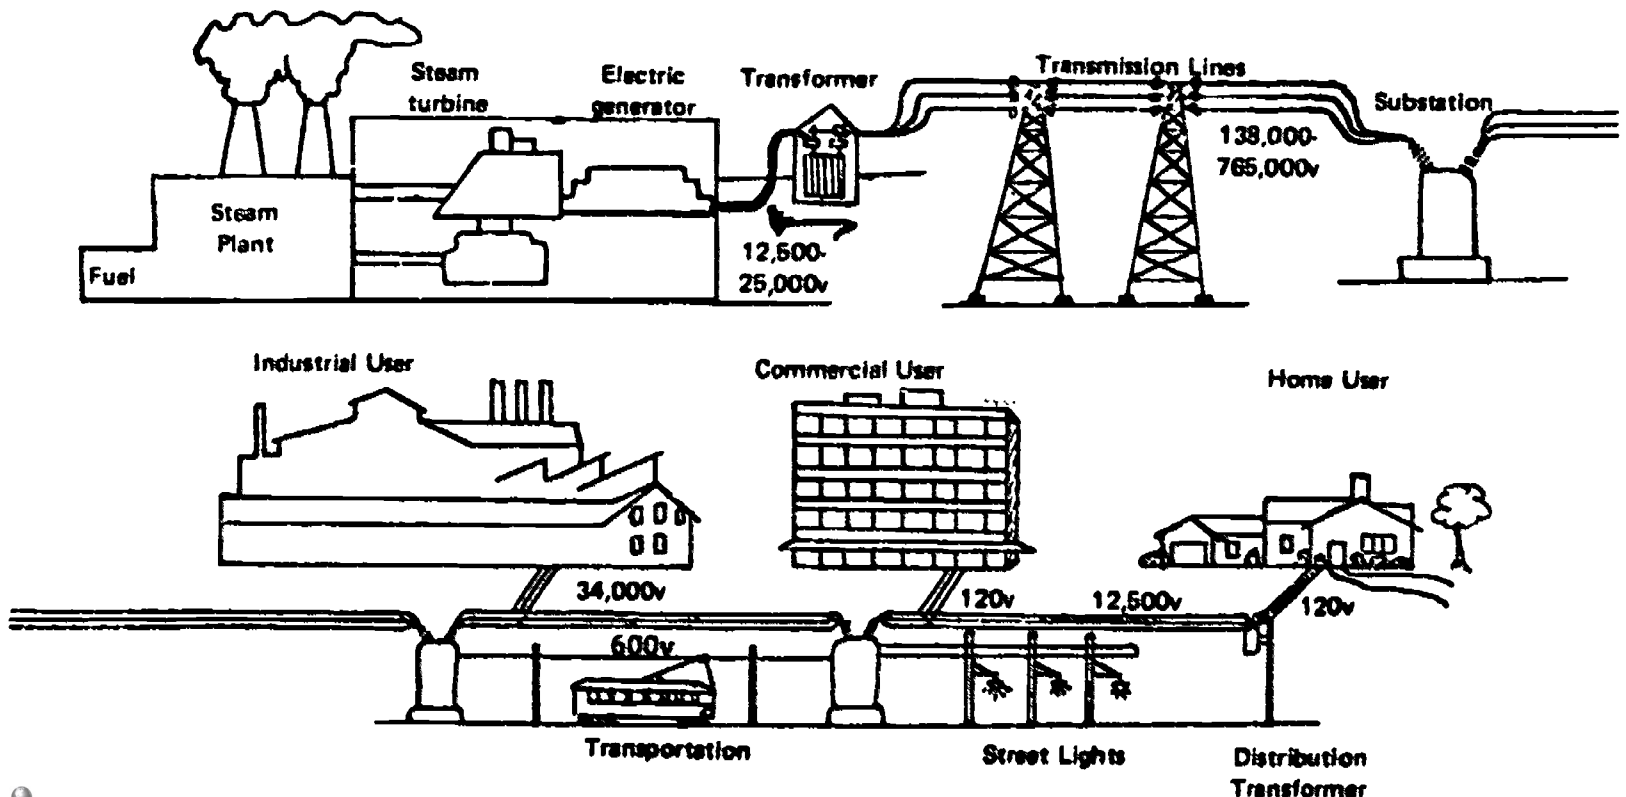 Steam
turbine
Electric
generator
Transformer
Transmission Lines
Substation
138,000-
765,000v
Steam
Plant
Fuel
12,500-
25,000v
Industrial User
Commercial User
Home User
34,000v
120v
12,500v
120v
600v
Transportation
Street Lights
Distribution
Transformer